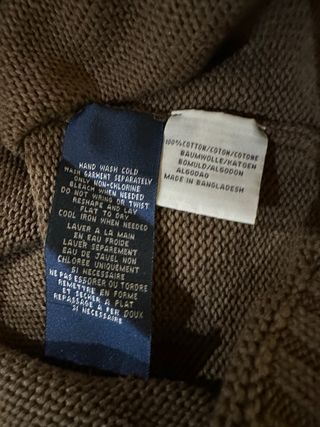 HAND WASH COLD
WASH GARMENT SEPARATELY
ONLY NON-CHLORINE
BLEACH WHEN NEEDED
DO NOT WRING OR TWIST
RESHAPE AND LAY
FLAT TO DRY
COOL IRON WHEN NEEDED
LAVER A LA MAIN
EN EAU FROIDE
LAVER SEPAREMENT
EAU DE JAVEL NON
CHLOREE UNIQUEMENT
SI NECESSAIRE
NE PAS ESSORER OU TORDRE
REMETTRE EN FORME
ET SECHER A PLAT
REPASSAGE A FER DOUX
SI NECESSAIRE
100%COTTON/COTON/COTONE
BAUMWOLLE/KATOEN
BOMULD/ALGODON
ALGODAO
MADE IN BANGLADESH